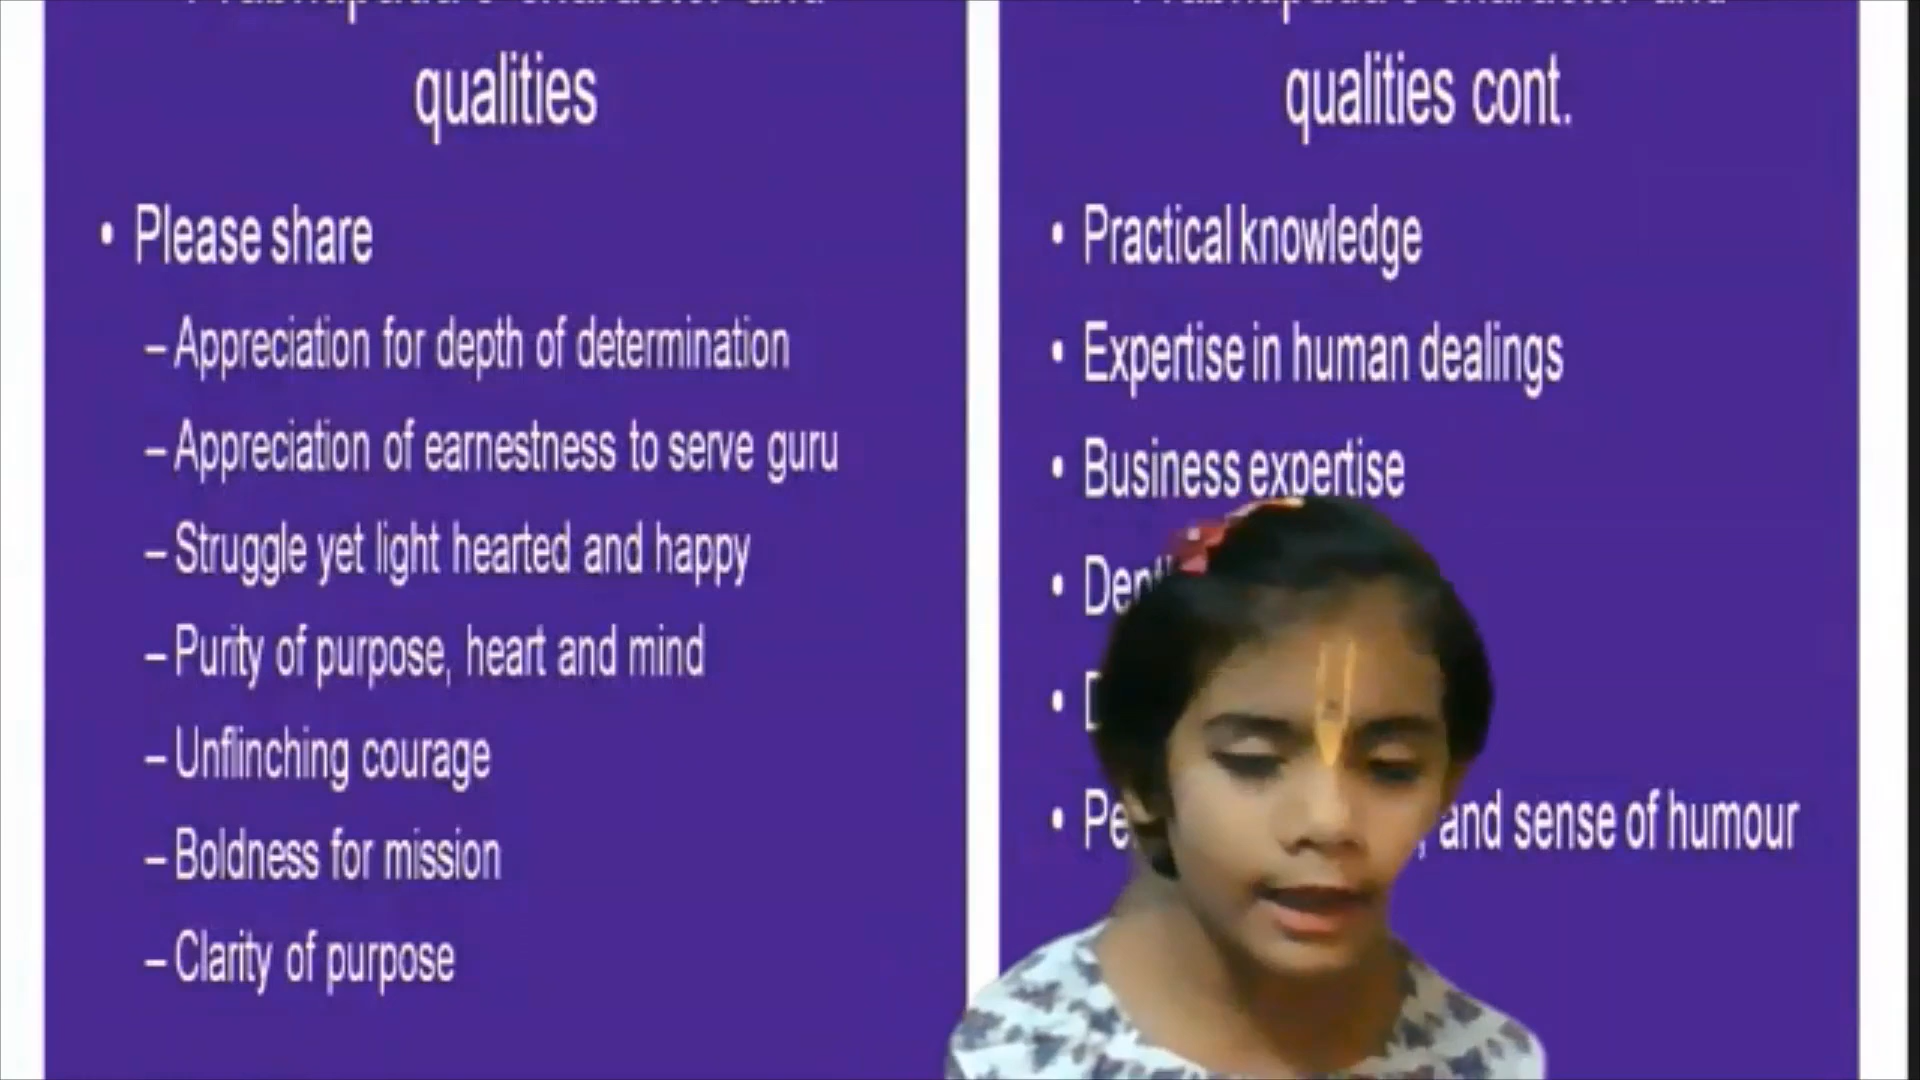 qualities
• Please share
– Appreciation for depth of determination
– Appreciation of earnestness to serve guru
– Struggle yet light hearted and happy
– Purity of purpose, heart and mind
– Unflinching courage
– Boldness for mission
– Clarity of purpose
qualities cont.
• Practical knowledge
• Expertise in human dealings
• Business expertise
and sense of humour